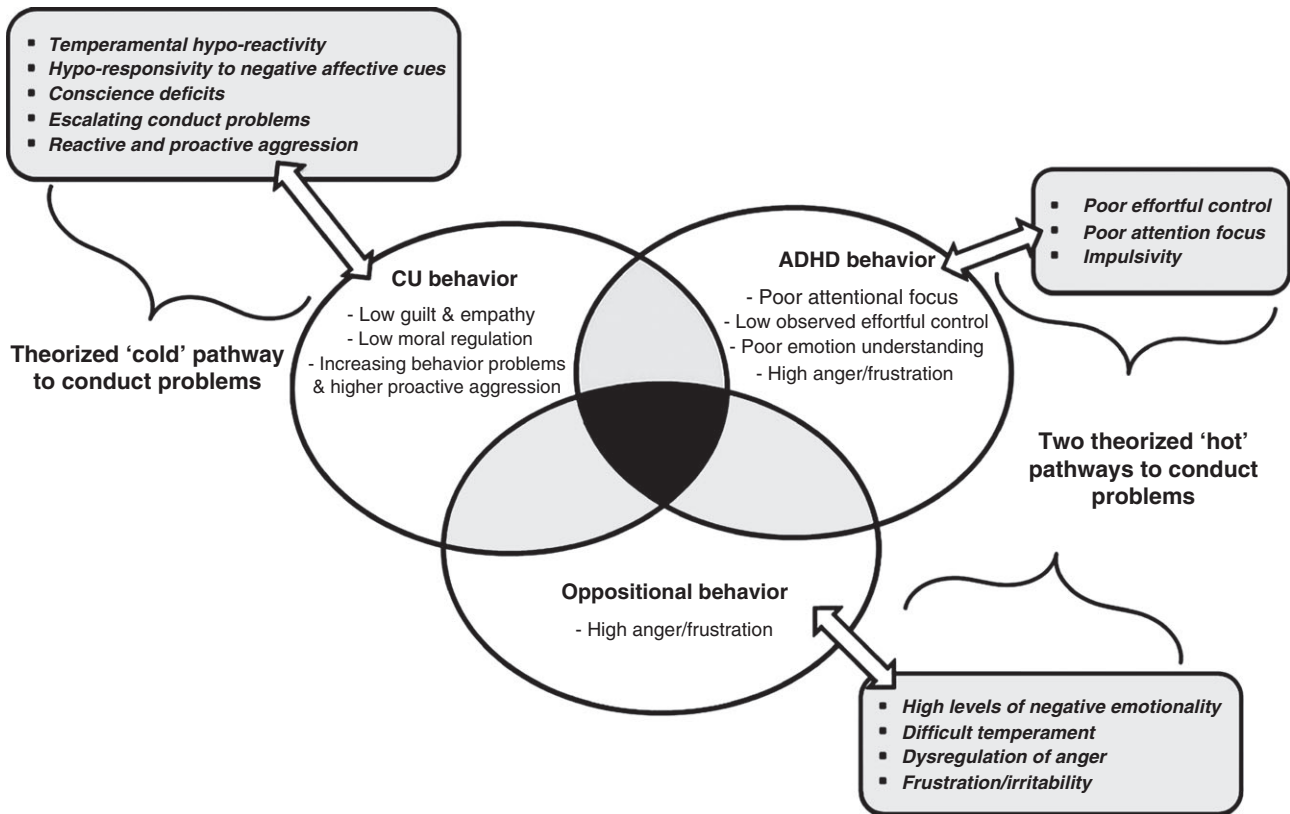 ▪ Temperamental hypo-reactivity
▪ Hypo-responsivity to negative affective cues
▪ Conscience deficits
▪ Escalating conduct problems
▪ Reactive and proactive aggression
Theorized ‘cold’ pathway
to conduct problems
CU behavior
- Low guilt & empathy
- Low moral regulation
- Increasing behavior problems
& higher proactive aggression
ADHD behavior
- Poor attentional focus
- Low observed effortful control
- Poor emotion understanding
- High anger/frustration
▪ Poor effortful control
▪ Poor attention focus
▪ Impulsivity
Two theorized ‘hot’
pathways to conduct
problems
Oppositional behavior
- High anger/frustration
▪ High levels of negative emotionality
▪ Difficult temperament
▪ Dysregulation of anger
▪ Frustration/irritability